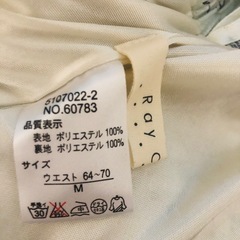 5107022-2
NO.60783
品質表示
表地 ポリエステル 100%
裏地 ポリエステル 100%
サイズ
ウエスト 64~70
M
Ray.